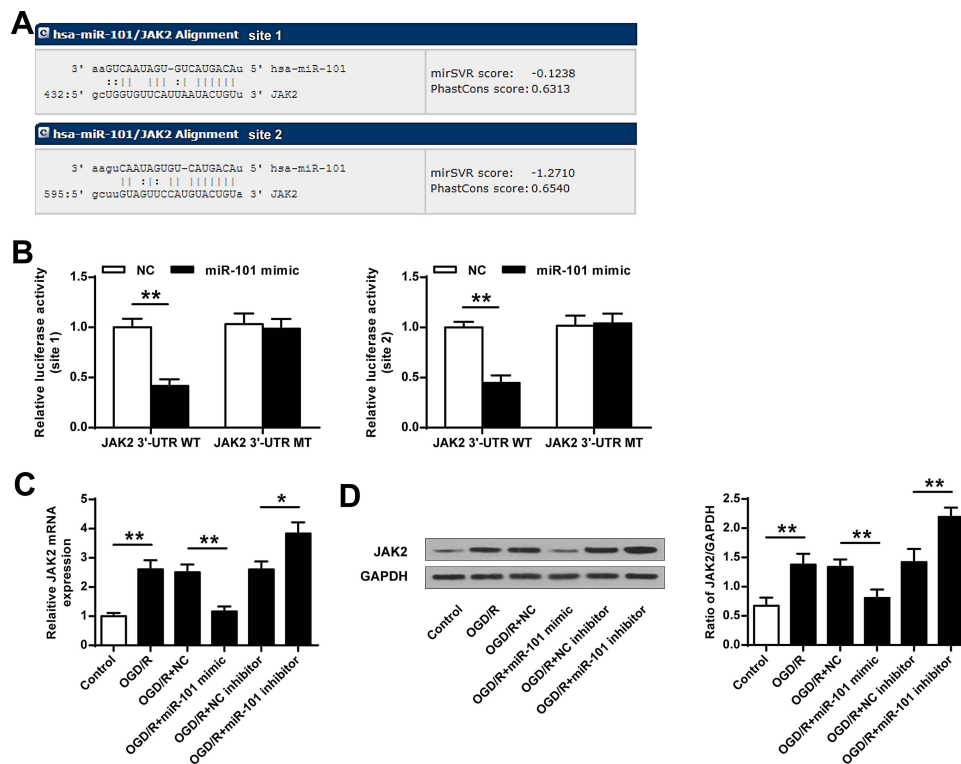 A
hsa-miR-101/JAK2 Alignment site 1
3' aaGUCAAUAGU-GUCAUGACAu 5' hsa-miR-101
::|| ||| :| ||||||
432:5' gcUGGUGUUCAUUAAUACUGUu 3' JAK2
mirSVR score: -0.1238
PhastCons score: 0.6313
hsa-miR-101/JAK2 Alignment site 2
3' aaguCAAUAGUGU-CAUGACAu 5' hsa-miR-101
|| :|: || |||||||
595:5' gcuuGUAGUUCCAUGUACUGUa 3' JAK2
mirSVR score: -1.2710
PhastCons score: 0.6540
B
NC miR-101 mimic
Relative luciferase activity
(site 1)
1.5
1.0
0.5
0.0
**
JAK2 3'-UTR WT JAK2 3'-UTR MT
NC miR-101 mimic
Relative luciferase activity
(site 2)
1.5
1.0
0.5
0.0
**
JAK2 3'-UTR WT JAK2 3'-UTR MT
C
Relaitive JAK2 mRNA
expression
5
4
3
2
1
0
** ** *
Control
OGD/R
OGD/R+NC
OGD/R+miR-101 mimic
OGD/R+NC inhibitor
OGD/R+miR-101 inhibitor
D
JAK2
GAPDH
Control
OGD/R
OGD/R+NC
OGD/R+miR-101 mimic
OGD/R+NC inhibitor
OGD/R+miR-101 inhibitor
Ratio of JAK2/GAPDH
2.5
2.0
1.5
1.0
0.5
0.0
** ** **
Control
OGD/R
OGD/R+NC
OGD/R+miR-101 mimic
OGD/R+NC inhibitor
OGD/R+miR-101 inhibitor